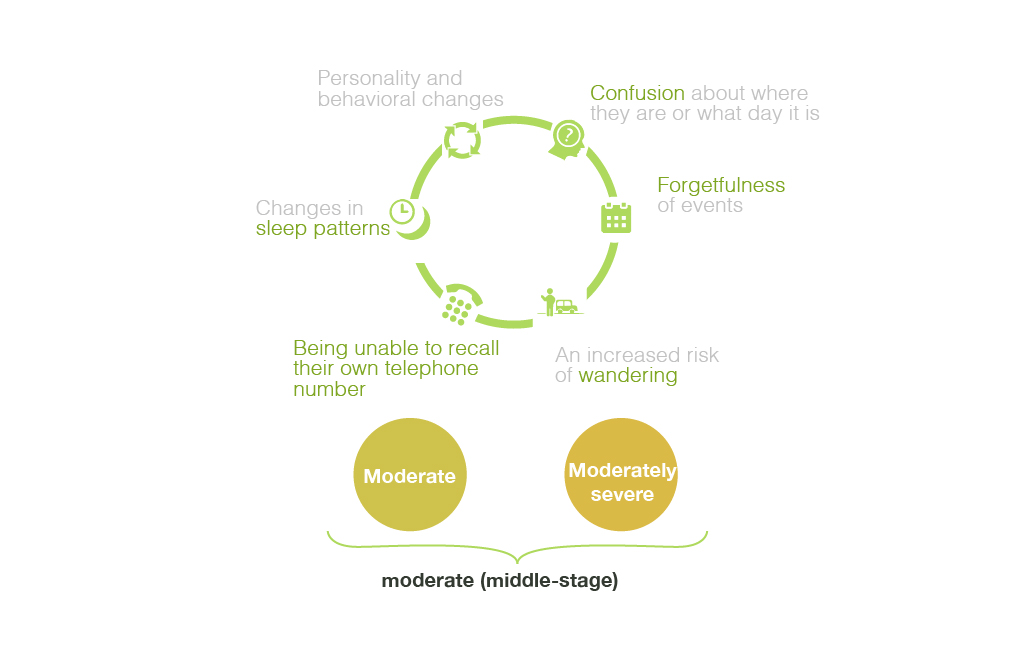 Personality and
behavioral changes
Confusion about where
they are or what day it is
?
Forgetfulness
of events
Changes in
sleep patterns
Being unable to recall
their own telephone
number
An increased risk
of wandering
Moderate
Moderately
severe
moderate (middle-stage)